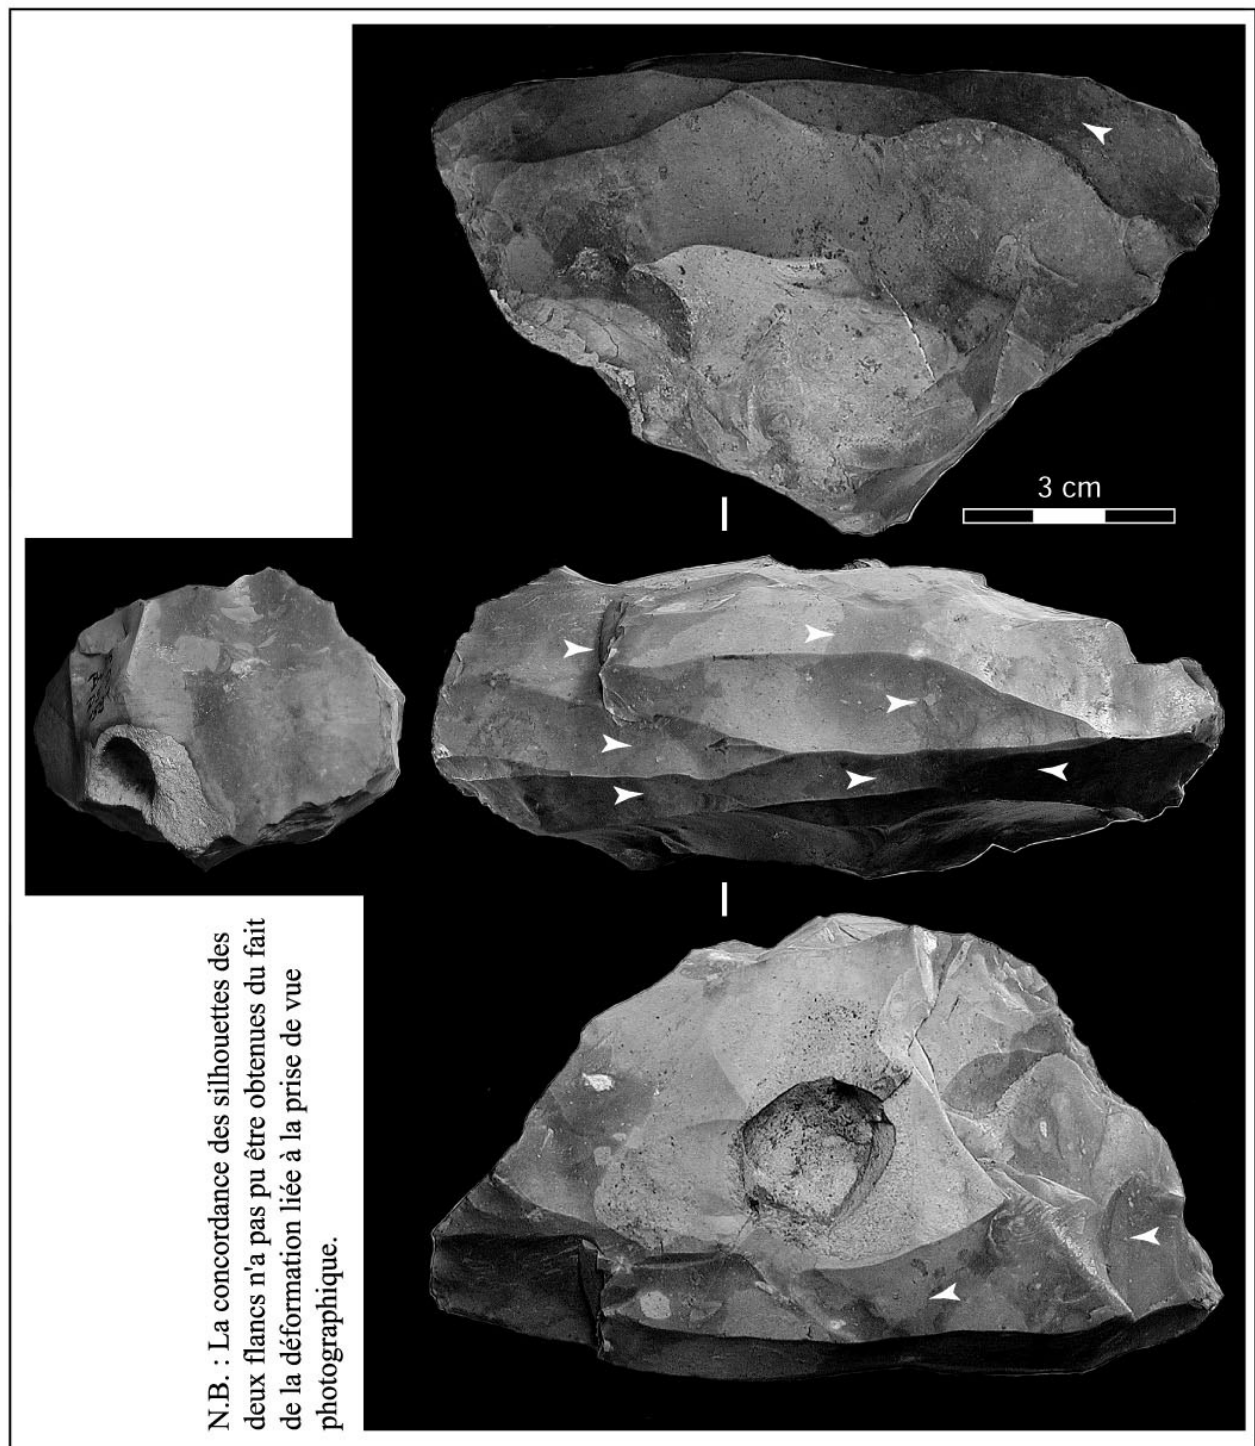 3 cm
N.B. : La concordance des silhouettes des
deux flancs n'a pas pu être obtenues du fait
de la déformation liée à la prise de vue
photographique.